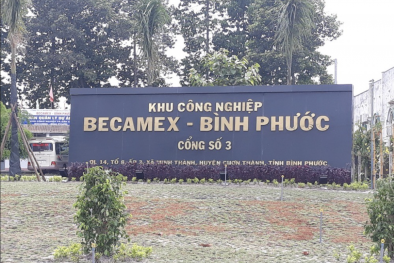 KHU CÔNG NGHIỆP
BECAMEX - BÌNH PHƯỚC
CỔNG SỐ 3
QL 14, TỔ 8, ẤP 3, XÃ MINH THÀNH, HUYỆN CHƠN THÀNH, TỈNH BÌNH PHƯỚC